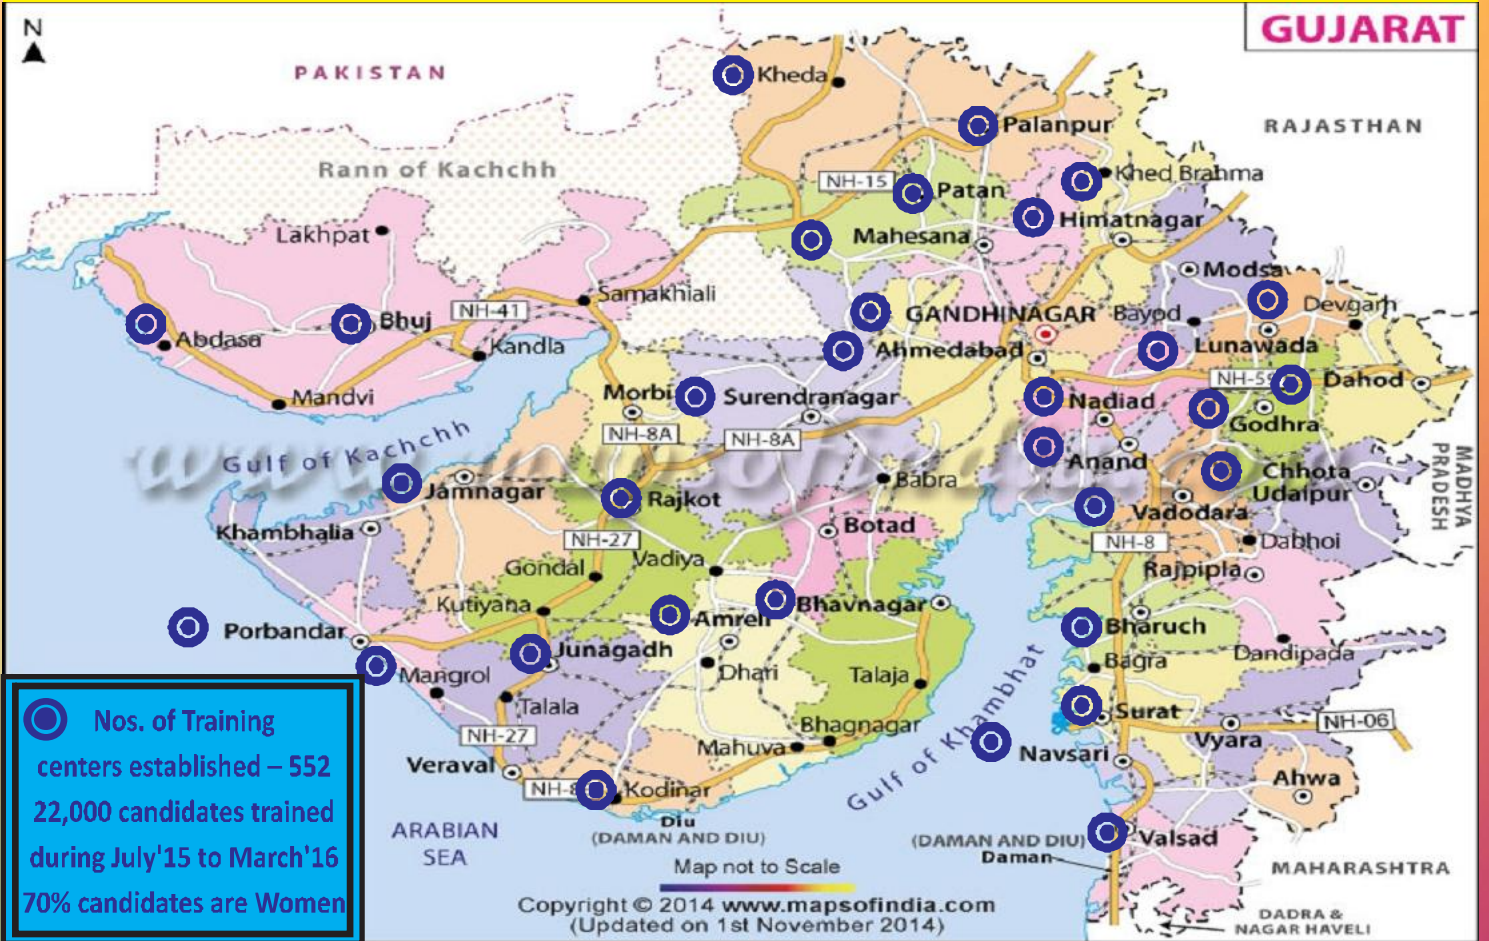 N
GUJARAT
PAKISTAN
Kheda
Palanpur
RAJASTHAN
Rann of Kachchh
NH-15
Patan
Khed Brahma
Himatnagar
Lakhpat
Mahesana
Modsa
Samakhiali
NH-41
Bhuj
GANDHINAGAR
Bayod
Devgarh
Abdasa
Kandla
Ahmedabad
Lunawada
Mandvi
Morbi
Surendranagar
Nadiad
NH-59
Dahod
Godhra
NH-8A
NH-8A
Gulf of Kachchh
Anand
Chhota
Udaipur
MADHYA
PRADESH
Jamnagar
Rajkot
Babra
Vadodara
Khambhalia
Botad
NH-27
NH-8
Dabhoi
Vadiya
Gondal
Rajpipla
Kutiyana
Amreli
Bhavnagar
Porbandar
Junagadh
Bharuch
Dandipada
Mangrol
Dhari
Talaja
Bagra
Talala
Gulf of Khambhat
Surat
NH-06
NH-27
Bhagnagar
Mahuva
Navsari
Vyara
Veraval
Ahwa
Kodinar
Diu
(DAMAN AND DIU)
ARABIAN
SEA
(DAMAN AND DIU)
Daman
Valsad
MAHARASHTRA
DADRA &
NAGAR HAVELI
Map not to Scale
Copyright © 2014 www.mapsofindia.com
(Updated on 1st November 2014)
Nos. of Training
centers established – 552
22,000 candidates trained
during July'15 to March'16
70% candidates are Women